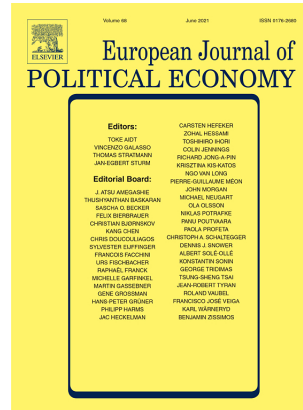 Volume 68
June 2021
ISSN 0176-2680
ELSEVIER
European Journal of
POLITICAL ECONOMY
Editors:
TOKE AIDT
VINCENZO GALASSO
THOMAS STRATMANN
JAN-EGBERT STURM
Editorial Board:
J. ATSU AMEGASHIE
THUSHYANTHAN BASKARAN
SASCHA O. BECKER
FELIX BIERBRAUER
CHRISTIAN BJØRNSKOV
KANG CHEN
CHRIS DOUCOULIAGOS
SYLVESTER EIJFFINGER
FRANCOIS FACCHINI
URS FISCHBACHER
RAPHAËL FRANCK
MICHELLE GARFINKEL
MARTIN GASSEBNER
GENE GROSSMAN
HANS-PETER GRÜNER
PHILIPP HARMS
JAC HECKELMAN
CARSTEN HEFEKER
ZOHAL HESSAMI
TOSHIHIRO IHORI
COLIN JENNINGS
RICHARD JONG-A-PIN
KRISZTINA KIS-KATOS
NGO VAN LONG
PIERRE-GUILLAUME MÉON
JOHN MORGAN
MICHAEL NEUGART
OLA OLSSON
NIKLAS POTRAFKE
PANU POUTVAARA
PAOLA PROFETA
CHRISTOPH A. SCHALTEGGER
DENNIS J. SNOWER
ALBERT SOLÉ-OLLÉ
KONSTANTIN SONIN
GEORGE TRIDIMAS
TSUNG-SHENG TSAI
JEAN-ROBERT TYRAN
ROLAND VAUBEL
FRANCISCO JOSÉ VEIGA
KARL WÄRNERYD
BENJAMIN ZISSIMOS